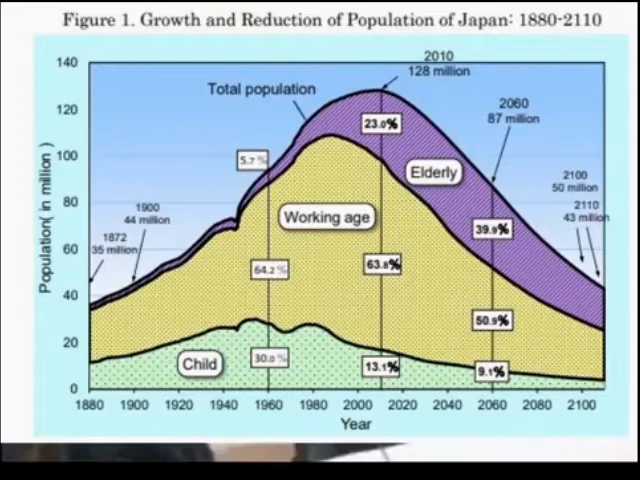 Figure 1. Growth and Reduction of Population of Japan: 1880-2110
140
120
100
80
60
40
20
0
Population( in million )
2010
128 million
Total population
2060
87 million
23.0%
5.7 %
Elderly
2100
50 million
1900
44 million
Working age
2110
43 million
1872
35 million
39.9%
64.2 %
63.8%
50.9%
Child
30.0 %
13.1%
9.1%
1880 1900 1920 1940 1960 1980 2000 2020 2040 2060 2080 2100
Year